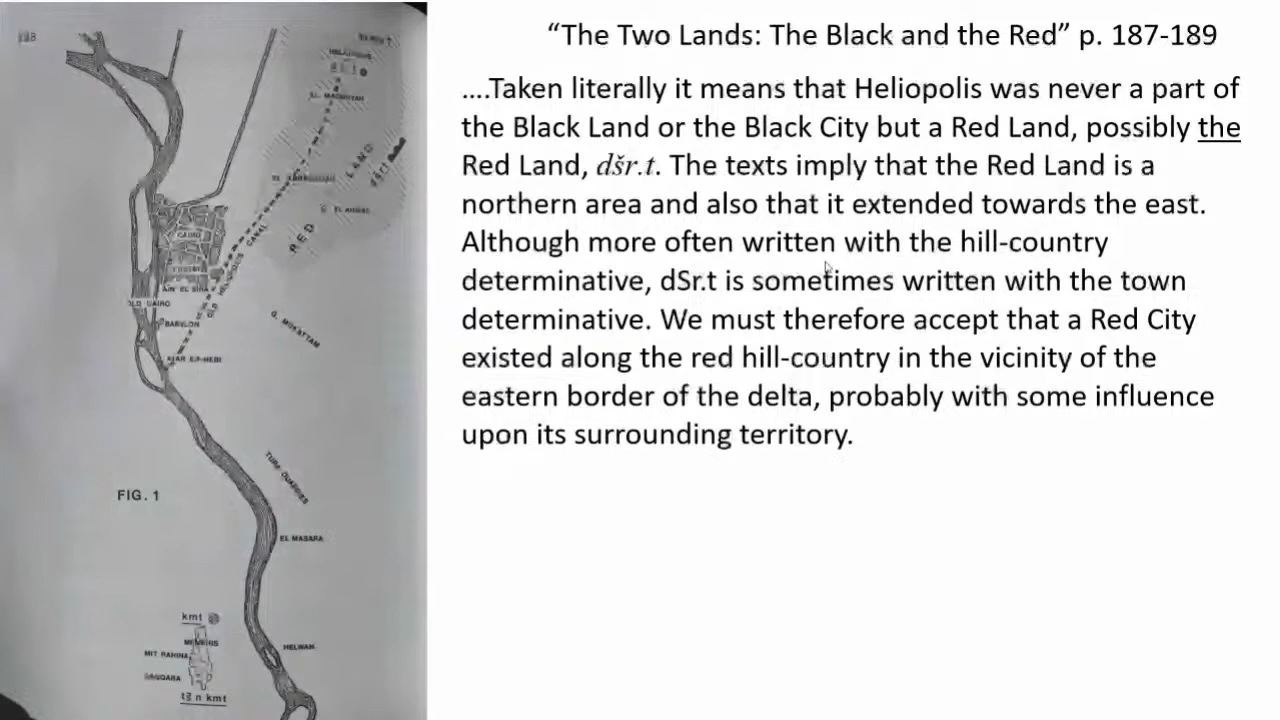 “The Two Lands: The Black and the Red” p. 187-189
....Taken literally it means that Heliopolis was never a part of
the Black Land or the Black City but a Red Land, possibly the
Red Land, dšr.t. The texts imply that the Red Land is a
northern area and also that it extended towards the east.
Although more often written with the hill-country
determinative, dSr.t is sometimes written with the town
determinative. We must therefore accept that a Red City
existed along the red hill-country in the vicinity of the
eastern border of the delta, probably with some influence
upon its surrounding territory.
RED
LAND
CAIRO
CANAL
OLD CAIRO
BABYLON
G. MOKATTAM
TURA QUARRIES
FIG. 1
EL MASARA
kmt
MEMPHIS
HELWAN
MIT RAHINA
SAQQARA
n kmt